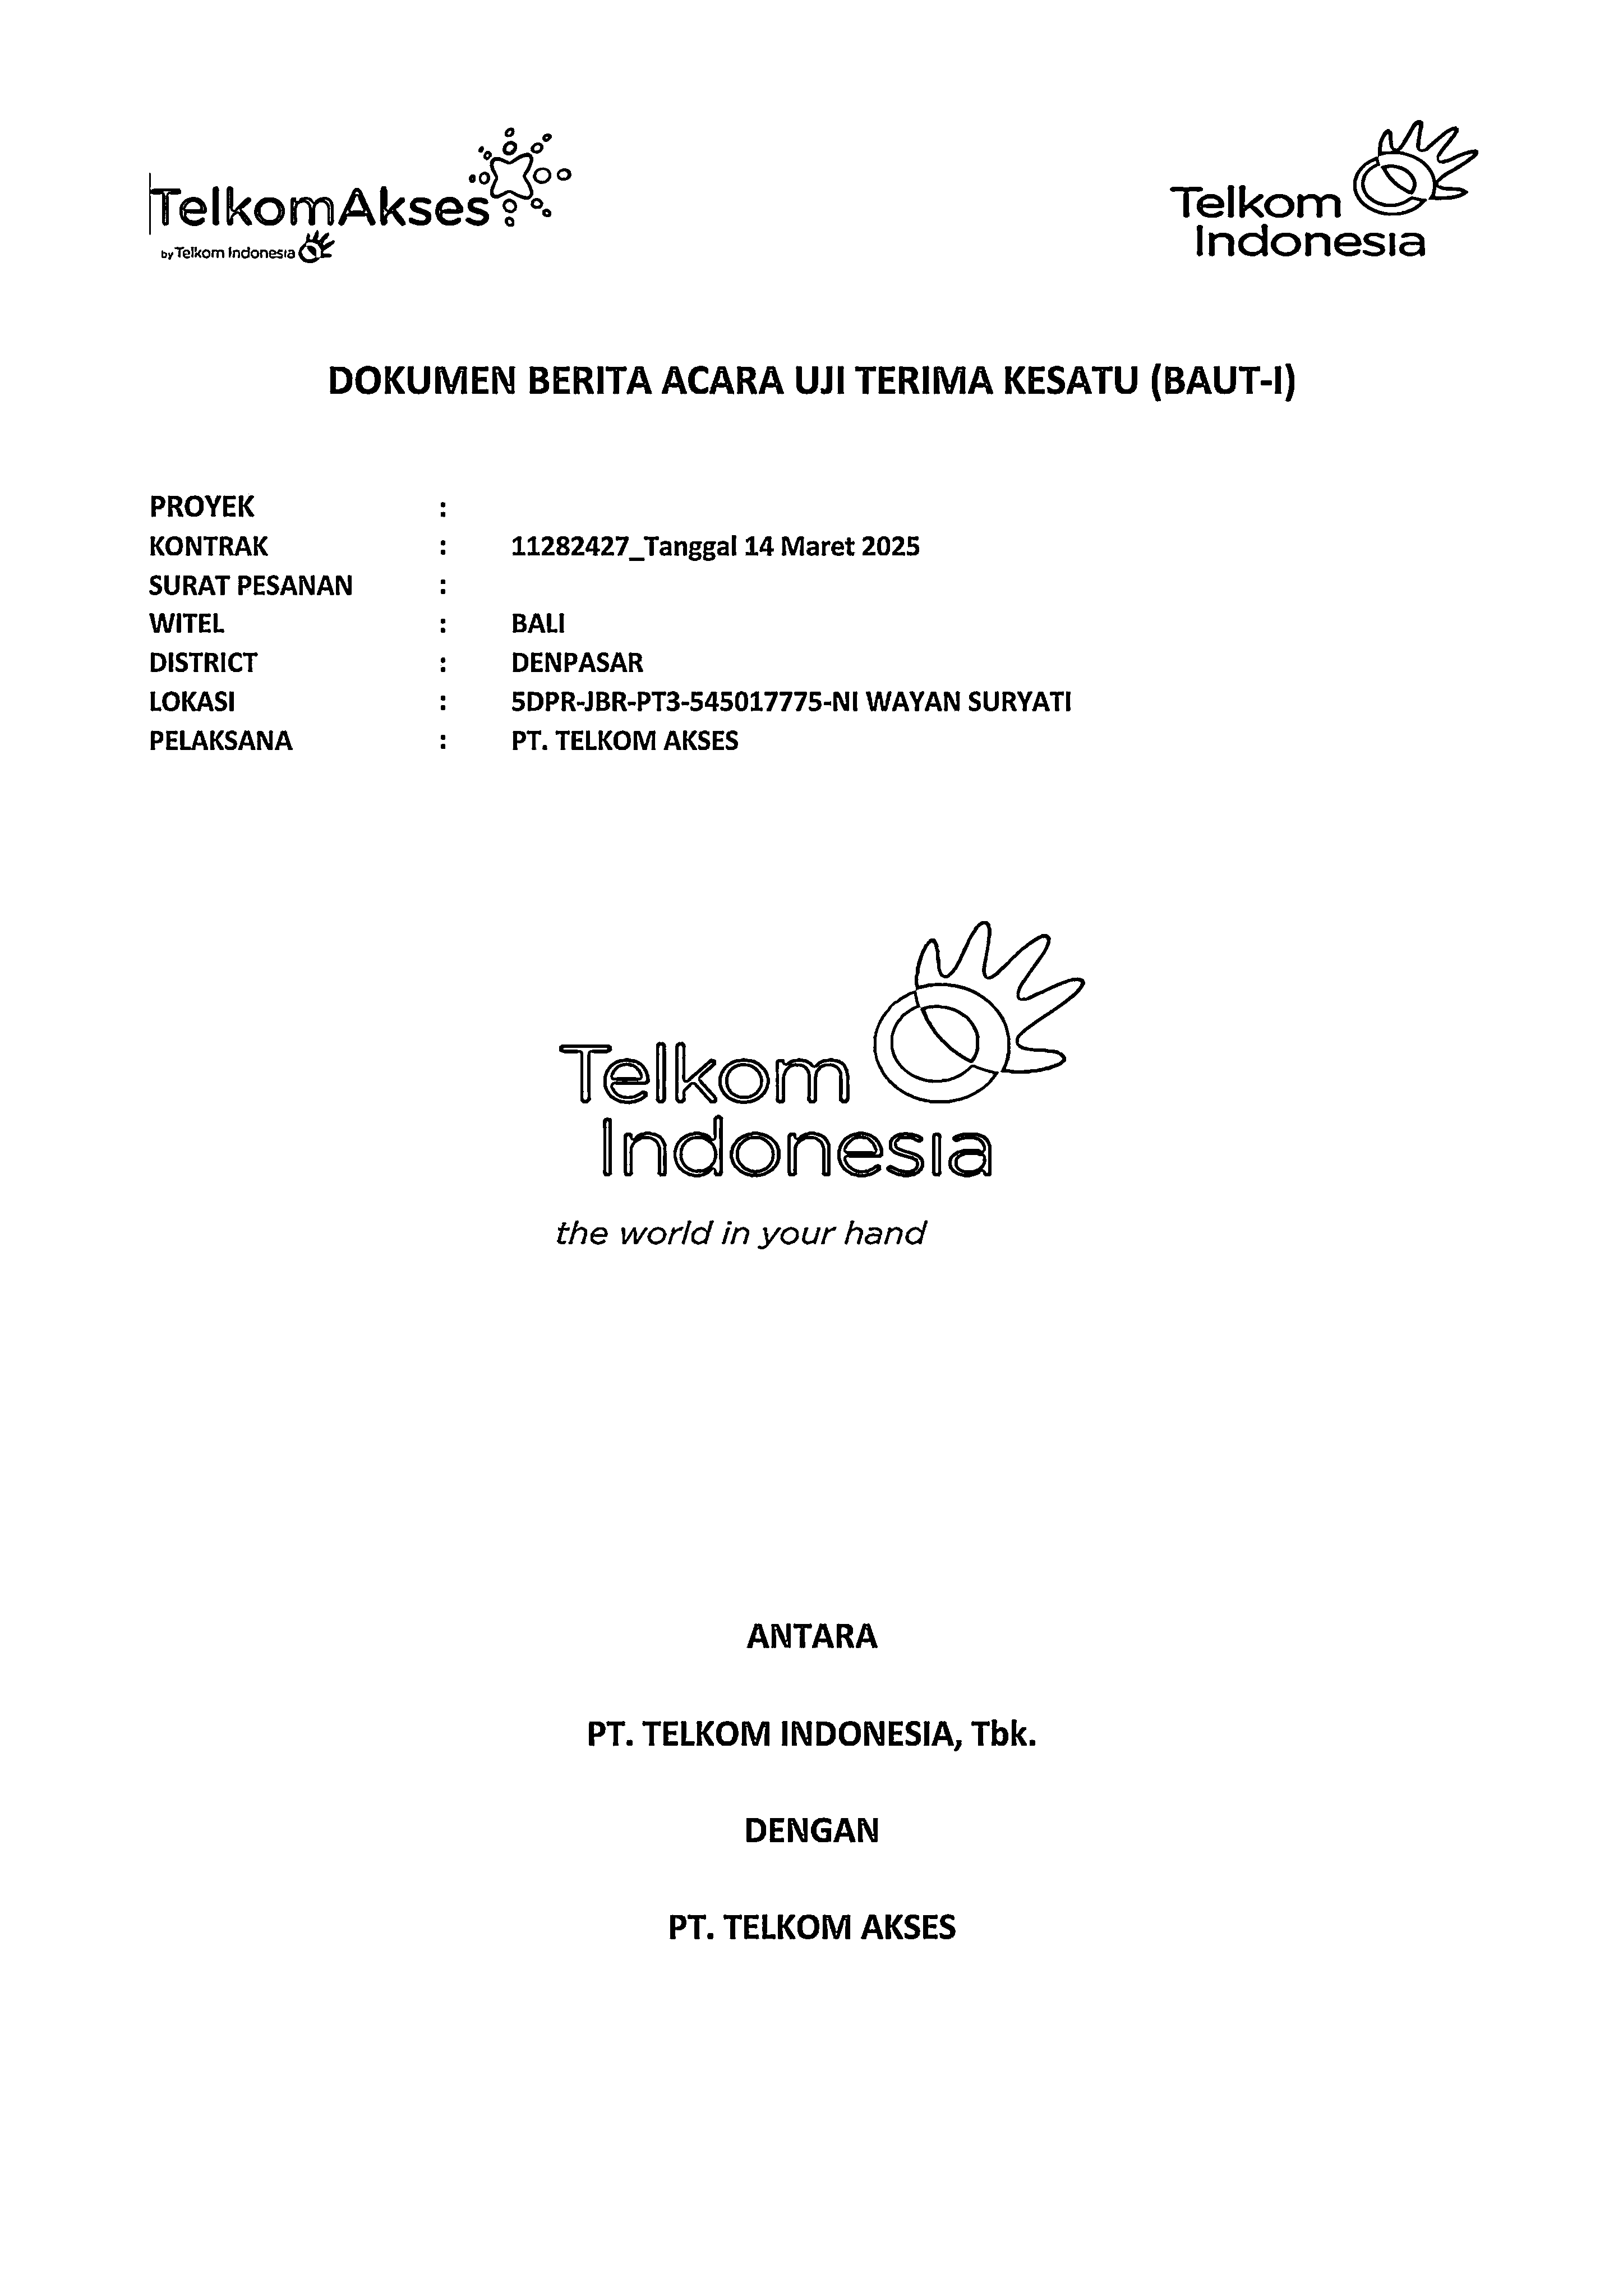 TelkomAkses
by Telkom Indonesia
Telkom
Indonesia
DOKUMEN BERITA ACARA UJI TERIMA KESATU (BAUT-I)
PROYEK :
KONTRAK : 11282427_Tanggal 14 Maret 2025
SURAT PESANAN :
WITEL : BALI
DISTRICT : DENPASAR
LOKASI : 5DPR-JBR-PT3-545017775-NI WAYAN SURYATI
PELAKSANA : PT. TELKOM AKSES
Telkom
Indonesia
the world in your hand
ANTARA
PT. TELKOM INDONESIA, Tbk.
DENGAN
PT. TELKOM AKSES